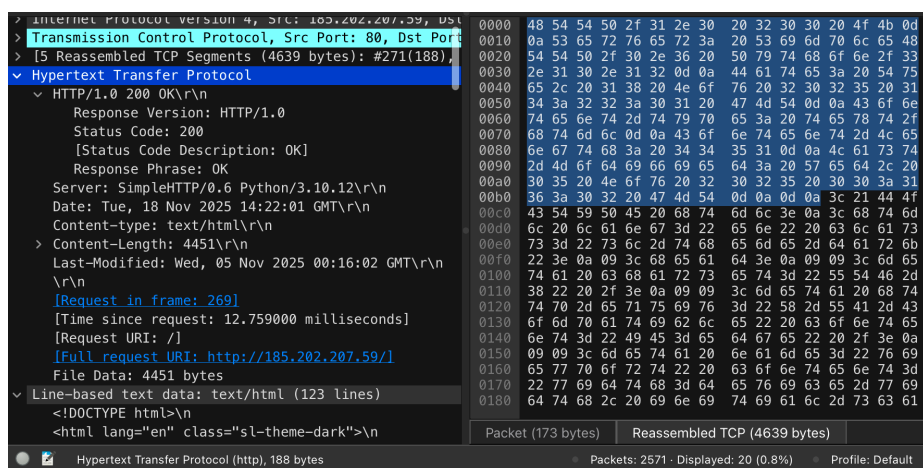 > Internet Protocol Version 4, Src: 185.202.207.59, Dst
> Transmission Control Protocol, Src Port: 80, Dst Port
> [5 Reassembled TCP Segments (4639 bytes): #271(188),
Hypertext Transfer Protocol
HTTP/1.0 200 OK\r\n
Response Version: HTTP/1.0
Status Code: 200
[Status Code Description: OK]
Response Phrase: OK
Server: SimpleHTTP/0.6 Python/3.10.12\r\n
Date: Tue, 18 Nov 2025 14:22:01 GMT\r\n
Content-type: text/html\r\n
> Content-Length: 4451\r\n
Last-Modified: Wed, 05 Nov 2025 00:16:02 GMT\r\n
\r\n
[Request in frame: 269]
[Time since request: 12.759000 milliseconds]
[Request URI: /]
[Full request URI: http://185.202.207.59/]
File Data: 4451 bytes
Line-based text data: text/html (123 lines)
<!DOCTYPE html>\n
<html lang="en" class="sl-theme-dark">\n
0000 48 54 54 50 2f 31 2e 30 20 32 30 30 20 4f 4b 0d
0010 0a 53 65 72 76 65 72 3a 20 53 69 6d 70 6c 65 48
0020 54 54 50 2f 30 2e 36 20 50 79 74 68 6f 6e 2f 33
0030 2e 31 30 2e 31 32 0d 0a 44 61 74 65 3a 20 54 75
0040 65 2c 20 31 38 20 4e 6f 76 20 32 30 32 35 20 31
0050 34 3a 32 32 3a 30 31 20 47 4d 54 0d 0a 43 6f 6e
0060 74 65 6e 74 2d 74 79 70 65 3a 20 74 65 78 74 2f
0070 68 74 6d 6c 0d 0a 43 6f 6e 74 65 6e 74 2d 4c 65
0080 6e 67 74 68 3a 20 34 34 35 31 0d 0a 4c 61 73 74
0090 2d 4d 6f 64 69 66 69 65 64 3a 20 57 65 64 2c 20
00a0 30 35 20 4e 6f 76 20 32 30 32 35 20 30 30 3a 31
00b0 36 3a 30 32 20 47 4d 54 0d 0a 0d 0a 3c 21 44 4f
00c0 43 54 59 50 45 20 68 74 6d 6c 3e 0a 3c 68 74 6d
00d0 6c 20 6c 61 6e 67 3d 22 65 6e 22 20 63 6c 61 73
00e0 73 3d 22 73 6c 2d 74 68 65 6d 65 2d 64 61 72 6b
00f0 22 3e 0a 09 3c 68 65 61 64 3e 0a 09 09 3c 6d 65
0100 74 61 20 63 68 61 72 73 65 74 3d 22 55 54 46 2d
0110 38 22 20 2f 3e 0a 09 09 3c 6d 65 74 61 20 68 74
0120 74 70 2d 65 71 75 69 76 3d 22 58 2d 55 41 2d 43
0130 6f 6d 70 61 74 69 62 6c 65 22 20 63 6f 6e 74 65
0140 6e 74 3d 22 49 45 3d 65 64 67 65 22 20 2f 3e 0a
0150 09 09 3c 6d 65 74 61 20 6e 61 6d 65 3d 22 76 69
0160 65 77 70 6f 72 74 22 20 63 6f 6e 74 65 6e 74 3d
0170 22 77 69 64 74 68 3d 64 65 76 69 63 65 2d 77 69
0180 64 74 68 2c 20 69 6e 69 74 69 61 6c 2d 73 63 61
Packet (173 bytes) Reassembled TCP (4639 bytes)
Hypertext Transfer Protocol (http), 188 bytes Packets: 2571 · Displayed: 20 (0.8%) Profile: Default